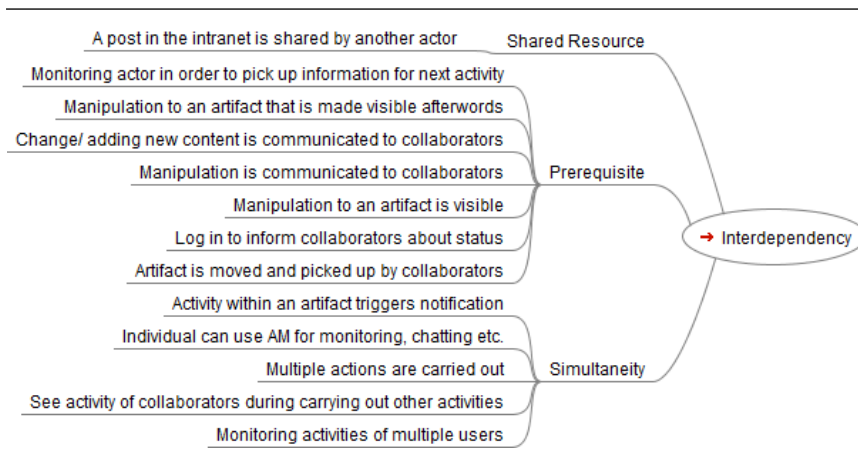 A post in the intranet is shared by another actor
Shared Resource
Monitoring actor in order to pick up information for next activity
Manipulation to an artifact that is made visible afterwords
Change/ adding new content is communicated to collaborators
Manipulation is communicated to collaborators
Prerequisite
Manipulation to an artifact is visible
Log in to inform collaborators about status
Artifact is moved and picked up by collaborators
➔ Interdependency
Activity within an artifact triggers notification
Individual can use AM for monitoring, chatting etc.
Multiple actions are carried out
Simultaneity
See activity of collaborators during carrying out other activities
Monitoring activities of multiple users